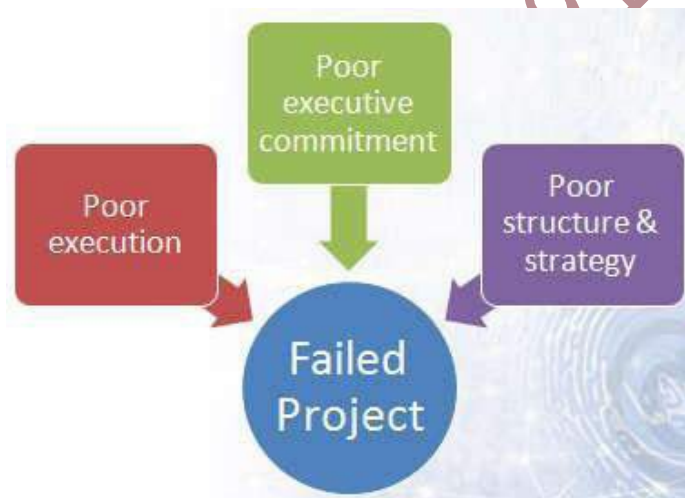 Poor
executive
commitment
Poor
execution
Poor
structure &
strategy
Failed
Project